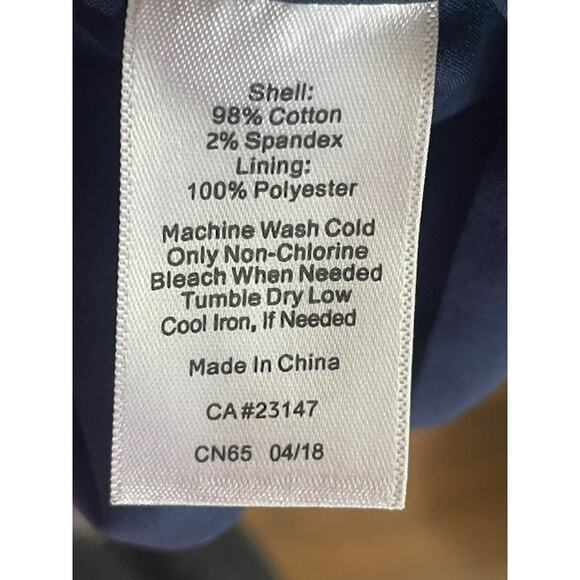 Shell:
98% Cotton
2% Spandex
Lining:
100% Polyester
Machine Wash Cold
Only Non-Chlorine
Bleach When Needed
Tumble Dry Low
Cool Iron, If Needed
Made In China
CA#23147
CN65 04/18